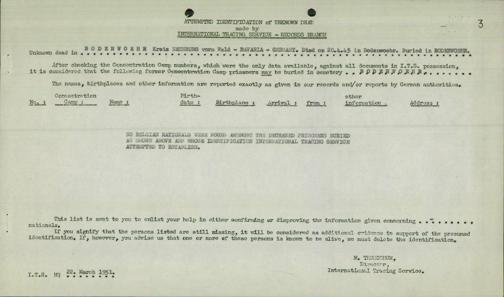 3
ATTEMPTED IDENTIFICATION of UNKNOWN DEAD
made by
INTERNATIONAL TRACING SERVICE - RECORDS BRANCH
Unknown dead in BODENWOEHR Kreis NEUNBURG vorm Wald - BAVARIA - GERMANY. Died on 20.4.45 in Bodenwoehr. Buried in BODENWOEHR.
After checking the Concentration Camp numbers, which were the only data available, against all documents in I.T.S. possession,
it is considered that the following former Concentration Camp prisoners may be buried in cemetery .. BODENWOEHR ...
The names, birthplaces and other information are reported exactly as given in our records and/or reports by German authorities.
Concentration Birth- other
No. : Camp : Name : date : Birthplace : Arrival : from : information Address :
NO BELGIAN NATIONALS WERE FOUND AMONGST THE DECEASED PRISONERS BURIED
AS SHOWN ABOVE AND WHOSE IDENTIFICATION INTERNATIONAL TRACING SERVICE
ATTEMPTED TO ESTABLISH.
This list is sent to you to enlist your help in either confirming or disproving the information given concerning
nationals.
If you signify that the persons listed are still missing, it will be considered as additional evidence in support of the presumed
identification. If, however, you advise us that one or more of these persons is known to be alive, we must delete the identification.
Director,
International Tracing Service.
I.T.S. HQ 22. March 1951.